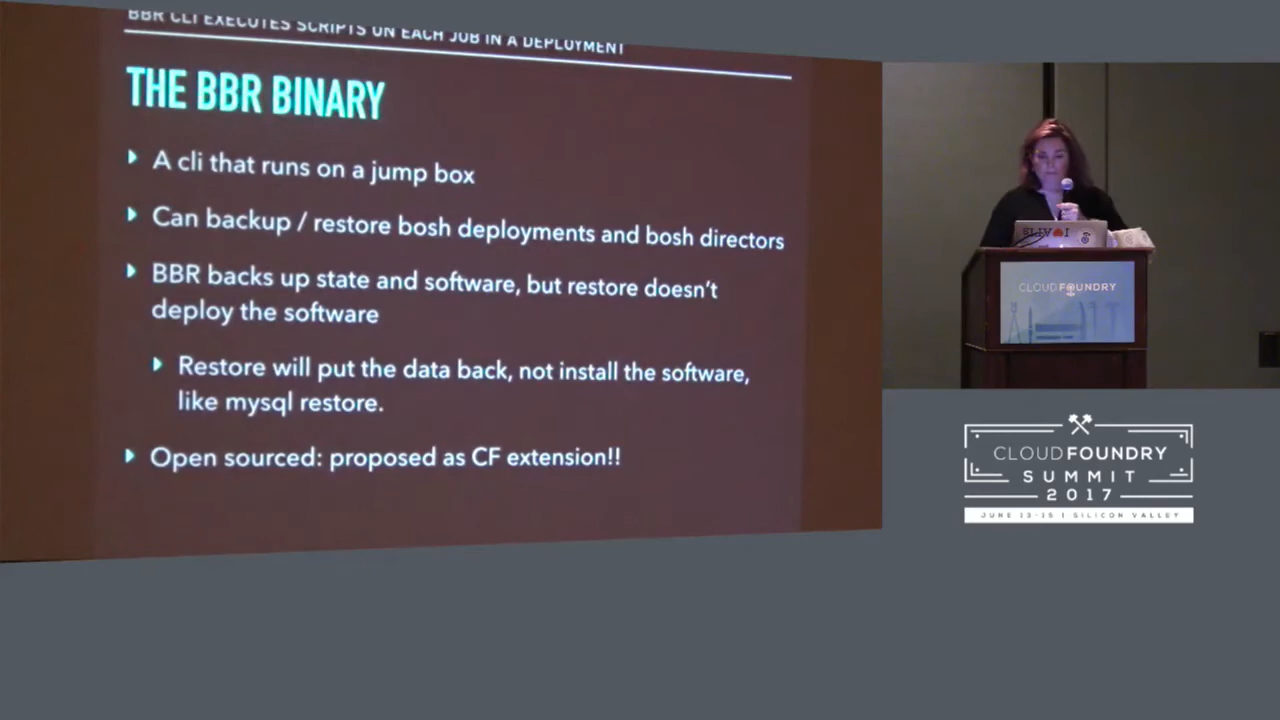 BBR CLI EXECUTES SCRIPTS ON EACH JOB IN A DEPLOYMENT
THE BBR BINARY
A cli that runs on a jump box
Can backup / restore bosh deployments and bosh directors
BBR backs up state and software, but restore doesn't
deploy the software
Restore will put the data back, not install the software,
like mysql restore.
Open sourced: proposed as CF extension!!
CLOUDFOUNDRY
CLOUDFOUNDRY
SUMMIT
2017
JUNE 13-15 | SILICON VALLEY